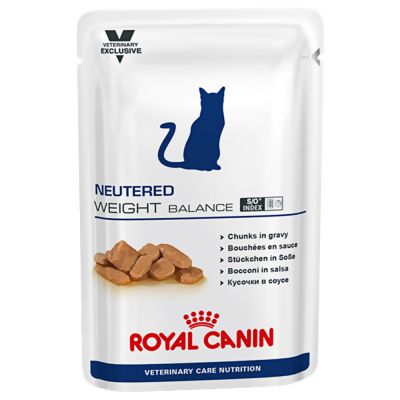 VETERINARY
EXCLUSIVE
NEUTERED
WEIGHT BALANCE
S/O
INDEX
• Chunks in gravy
• Bouchées en sauce
• Stückchen in Soße
• Bocconi in salsa
• Кусочки в соусе
ROYAL CANIN
VETERINARY CARE NUTRITION